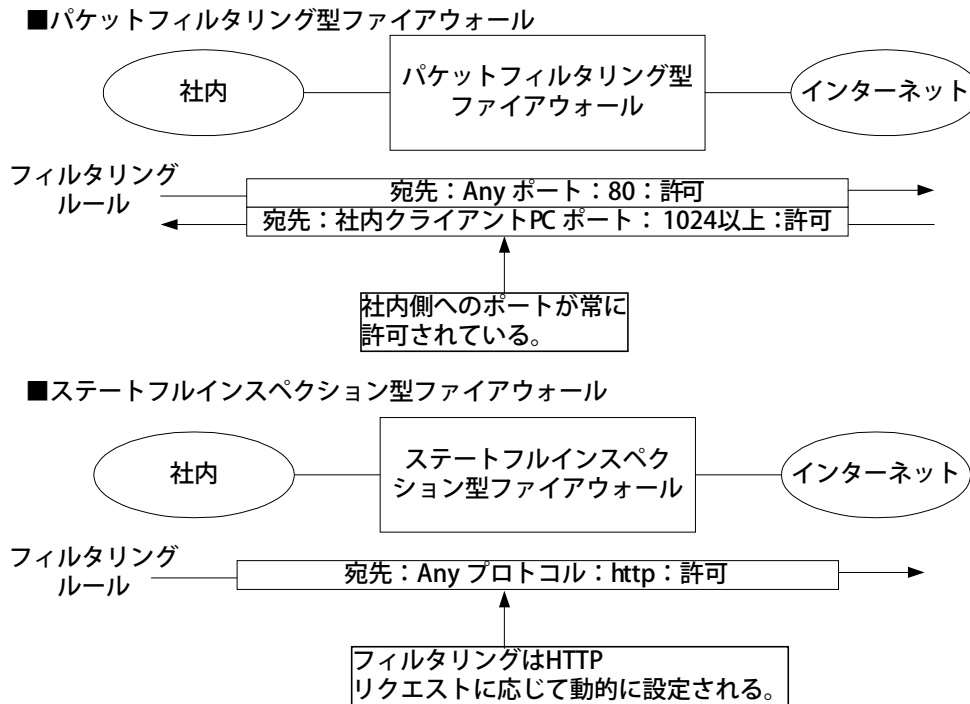 ■パケットフィルタリング型ファイアウォール
社内
パケットフィルタリング型
ファイアウォール
インターネット
フィルタリング
ルール
宛先：Any ポート：80：許可
宛先：社内クライアントPC ポート： 1024以上：許可
社内側へのポートが常に
許可されている。
■ステートフルインスペクション型ファイアウォール
社内
ステートフルインスペク
ション型ファイアウォール
インターネット
フィルタリング
ルール
宛先：Any プロトコル：http：許可
フィルタリングはHTTP
リクエストに応じて動的に設定される。